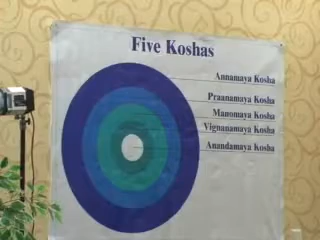 Five Koshas
Annamaya Kosha
Praanamaya Kosha
Manomaya Kosha
Vignanamaya Kosha
Anandamaya Kosha